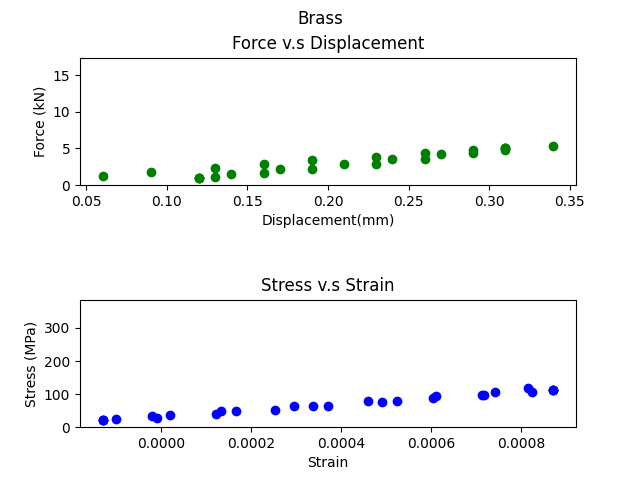 Brass
Force v.s Displacement
Force (kN)
15
10
5
0
0.05 0.10 0.15 0.20 0.25 0.30 0.35
Displacement(mm)
Stress v.s Strain
Stress (MPa)
300
200
100
0
0.0000 0.0002 0.0004 0.0006 0.0008
Strain